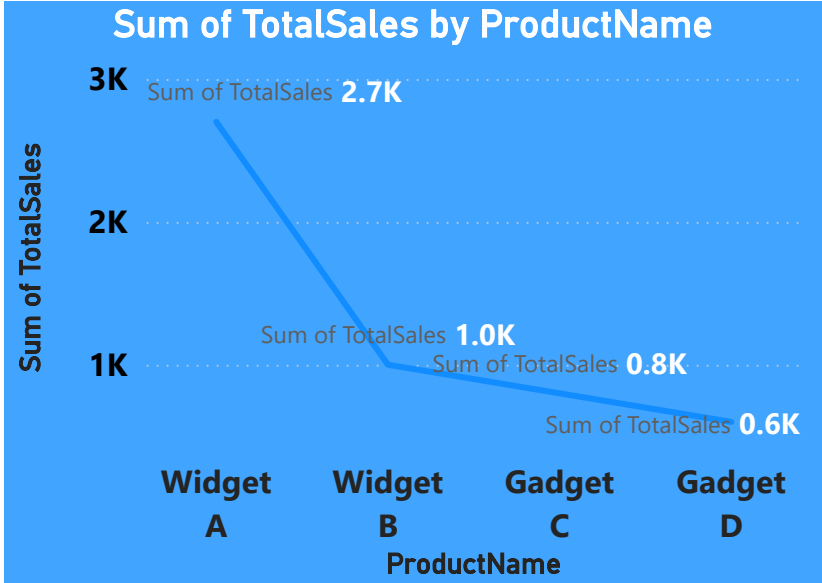 Sum of TotalSales by ProductName
Sum of TotalSales
3K
2K
1K
Sum of TotalSales 2.7K
Sum of TotalSales 1.0K
Sum of TotalSales 0.8K
Sum of TotalSales 0.6K
Widget A
Widget B
Gadget C
Gadget D
ProductName